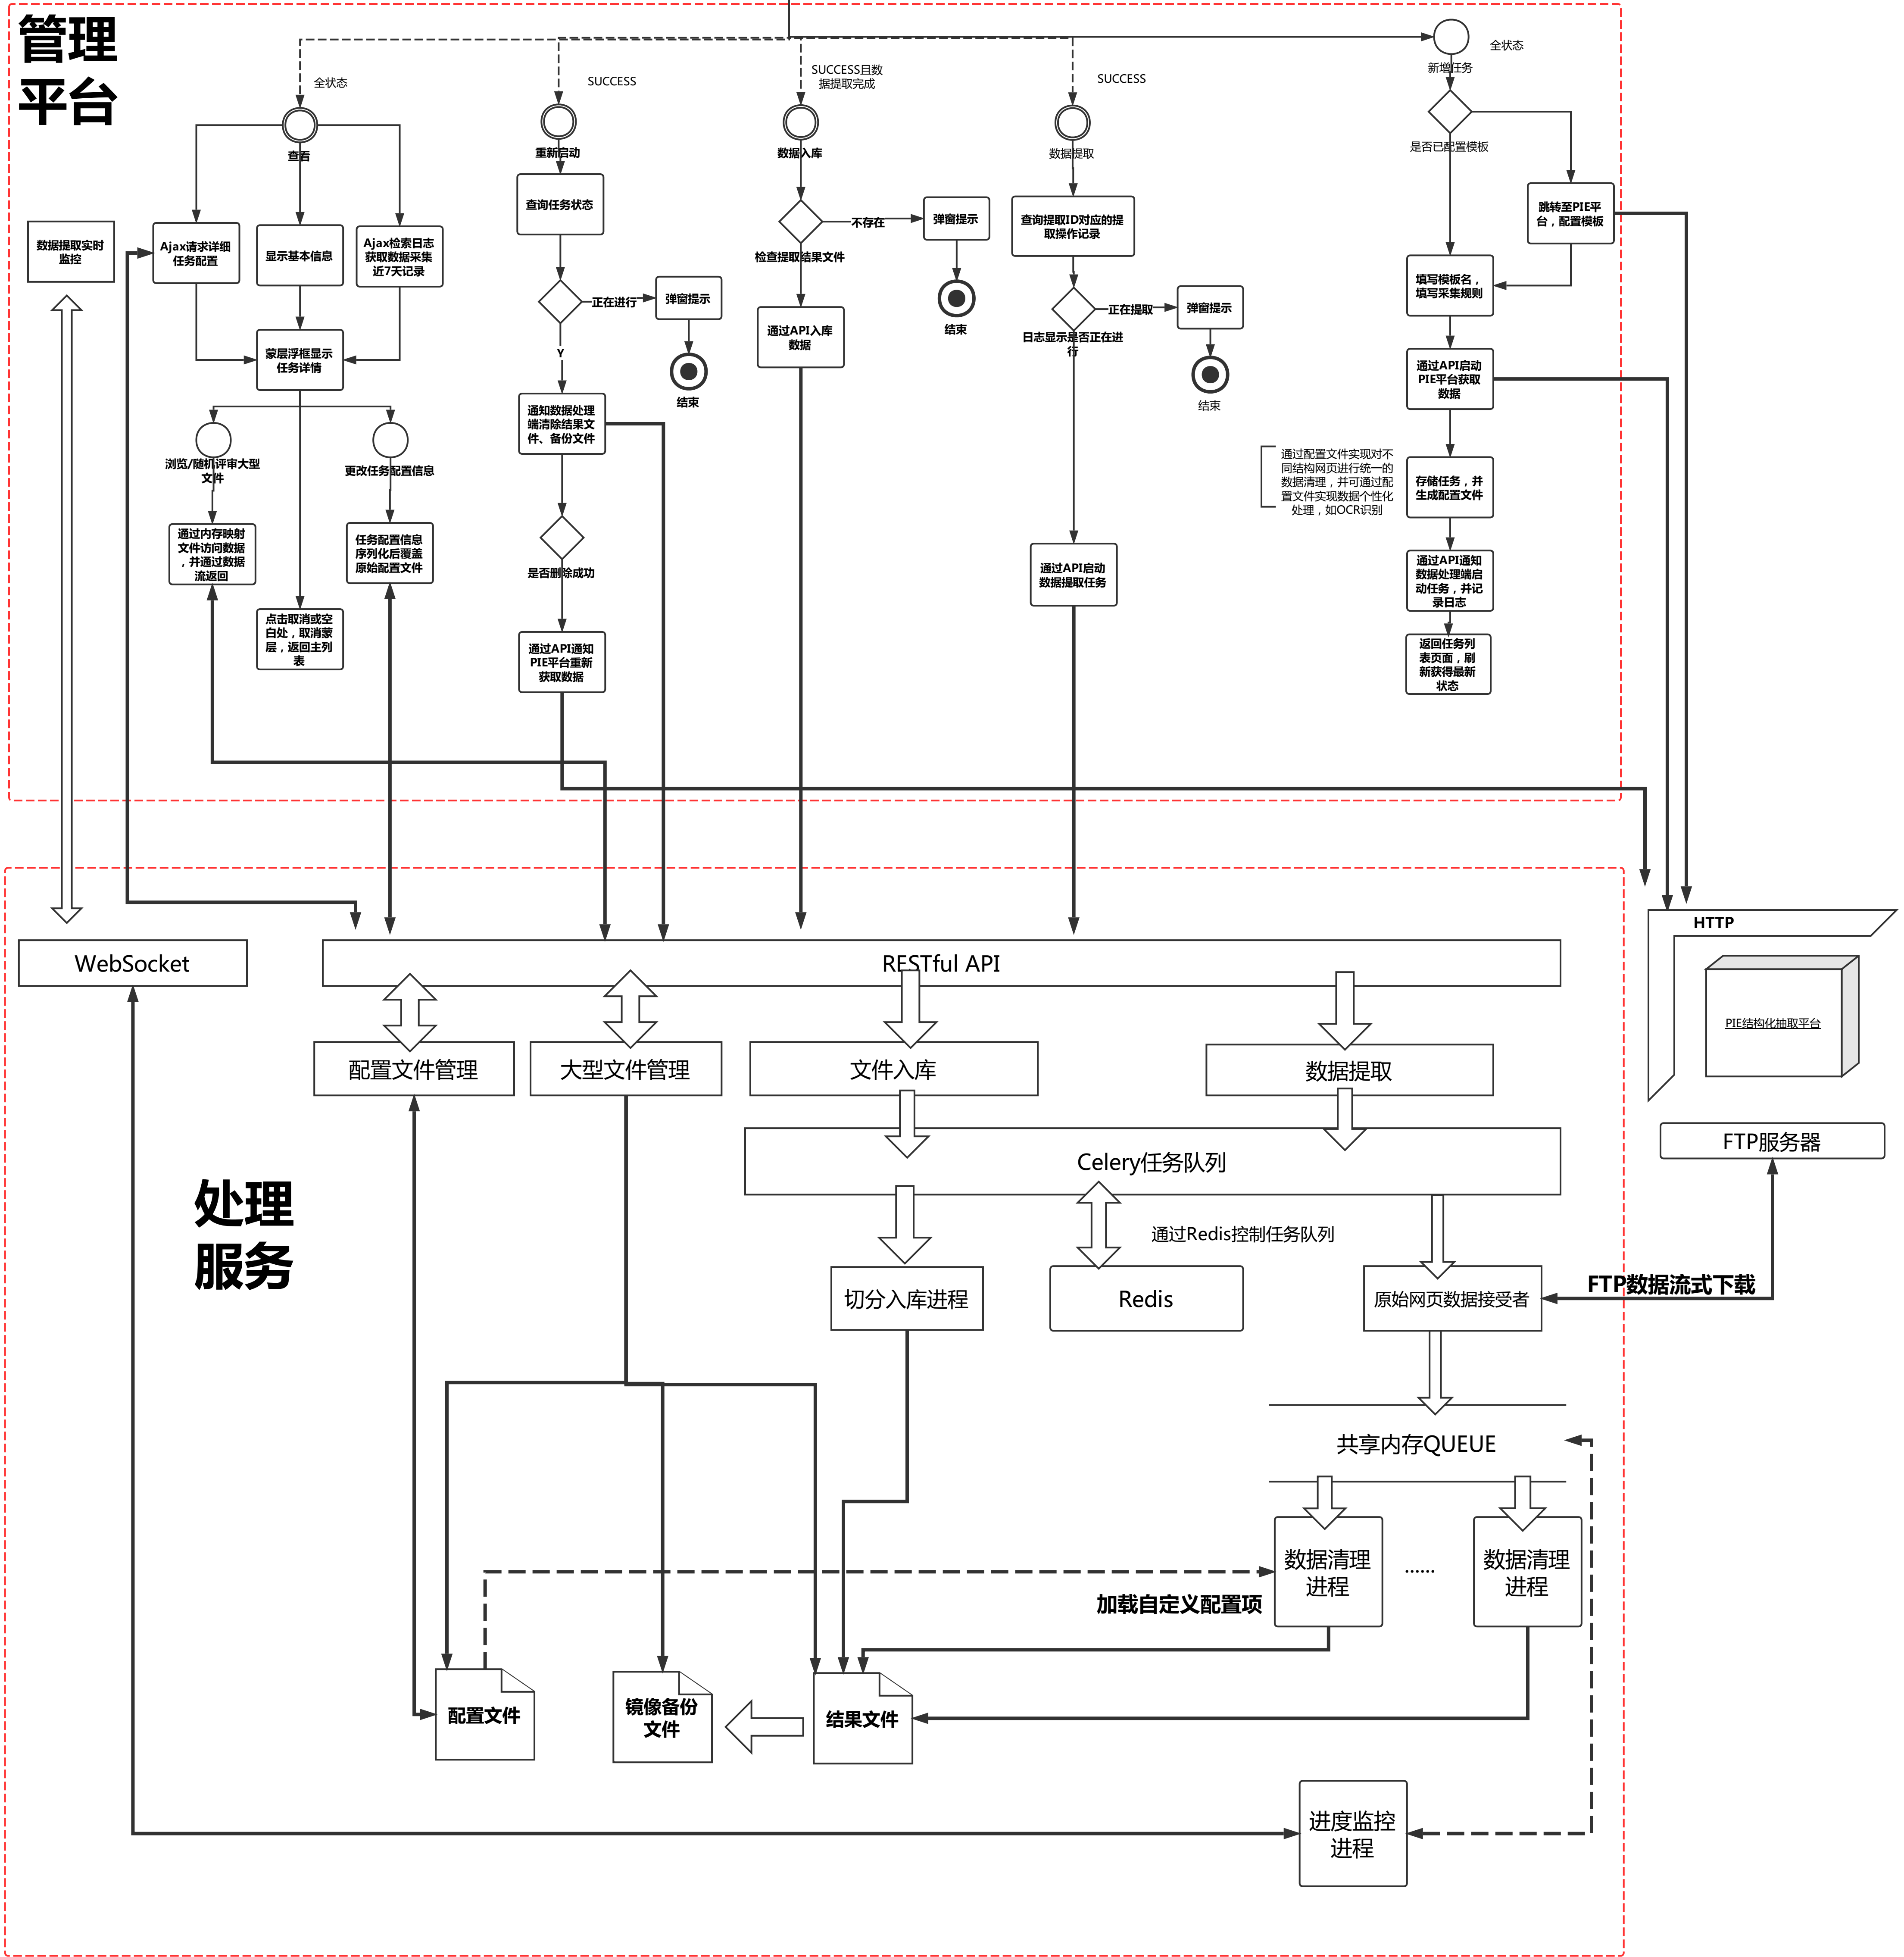 管理
平台
全状态
SUCCESS
SUCCESS且数
据提取完成
SUCCESS
全状态
新增任务
查看
重新启动
数据入库
数据提取
是否已配置模板
数据提取实时
监控
Ajax请求详细
任务配置
显示基本信息
Ajax检索日志
获取数据采集
近7天记录
查询任务状态
不存在
弹窗提示
检查提取结果文件
查询提取ID对应的提
取操作记录
跳转至PIE平
台，配置模板
结束
正在进行
弹窗提示
结束
Y
通过API入库
数据
正在提取
弹窗提示
日志显示是否正在进
行
结束
填写模板名，
填写采集规则
蒙层浮框显示
任务详情
通过API启动
PIE平台获取
数据
浏览/随机评审大型
文件
更改任务配置信息
通知数据处理
端清除结果文
件、备份文件
通过配置文件实现对不
同结构网页进行统一的
数据清理，并可通过配
置文件实现数据个性化
处理，如OCR识别
存储任务，并
生成配置文件
通过内存映射
文件访问数据
，并通过数据
流返回
任务配置信息
序列化后覆盖
原始配置文件
是否删除成功
通过API启动
数据提取任务
通过API通知
数据处理端启
动任务，并记
录日志
点击取消或空
白处，取消蒙
层，返回主列
表
通过API通知
PIE平台重新
获取数据
返回任务列
表页面，刷
新获得最新
状态
HTTP
PIE结构化抽取平台
WebSocket
RESTful API
配置文件管理
大型文件管理
文件入库
数据提取
FTP服务器
Celery任务队列
处理
服务
通过Redis控制任务队列
FTP数据流式下载
切分入库进程
Redis
原始网页数据接受者
共享内存QUEUE
数据清理
进程
......
数据清理
进程
加载自定义配置项
配置文件
镜像备份
文件
结果文件
进度监控
进程